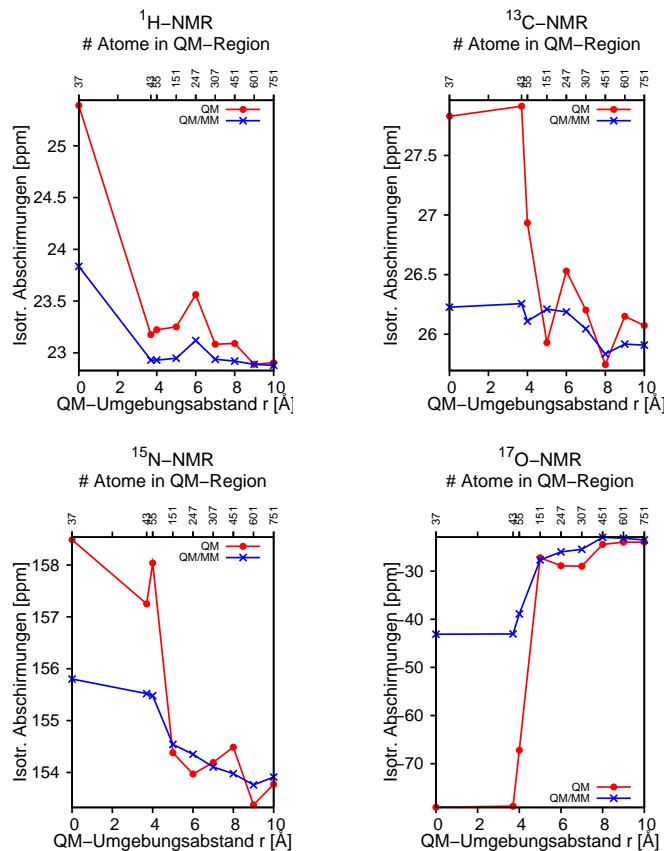 ¹H−NMR
# Atome in QM−Region
37 43 55 151 247 307 451 601 751
QM
QM/MM
Isotr. Abschirmungen [ppm]
25
24.5
24
23.5
23
0 2 4 6 8 10
QM−Umgebungsabstand r [Å]
¹³C−NMR
# Atome in QM−Region
37 43 55 151 247 307 451 601 751
QM
QM/MM
Isotr. Abschirmungen [ppm]
27.5
27
26.5
26
0 2 4 6 8 10
QM−Umgebungsabstand r [Å]
¹⁵N−NMR
# Atome in QM−Region
37 43 55 151 247 307 451 601 751
QM
QM/MM
Isotr. Abschirmungen [ppm]
158
157
156
155
154
0 2 4 6 8 10
QM−Umgebungsabstand r [Å]
¹⁷O−NMR
# Atome in QM−Region
37 43 55 151 247 307 451 601 751
Isotr. Abschirmungen [ppm]
−30
−40
−50
−60
−70
QM
QM/MM
0 2 4 6 8 10
QM−Umgebungsabstand r [Å]